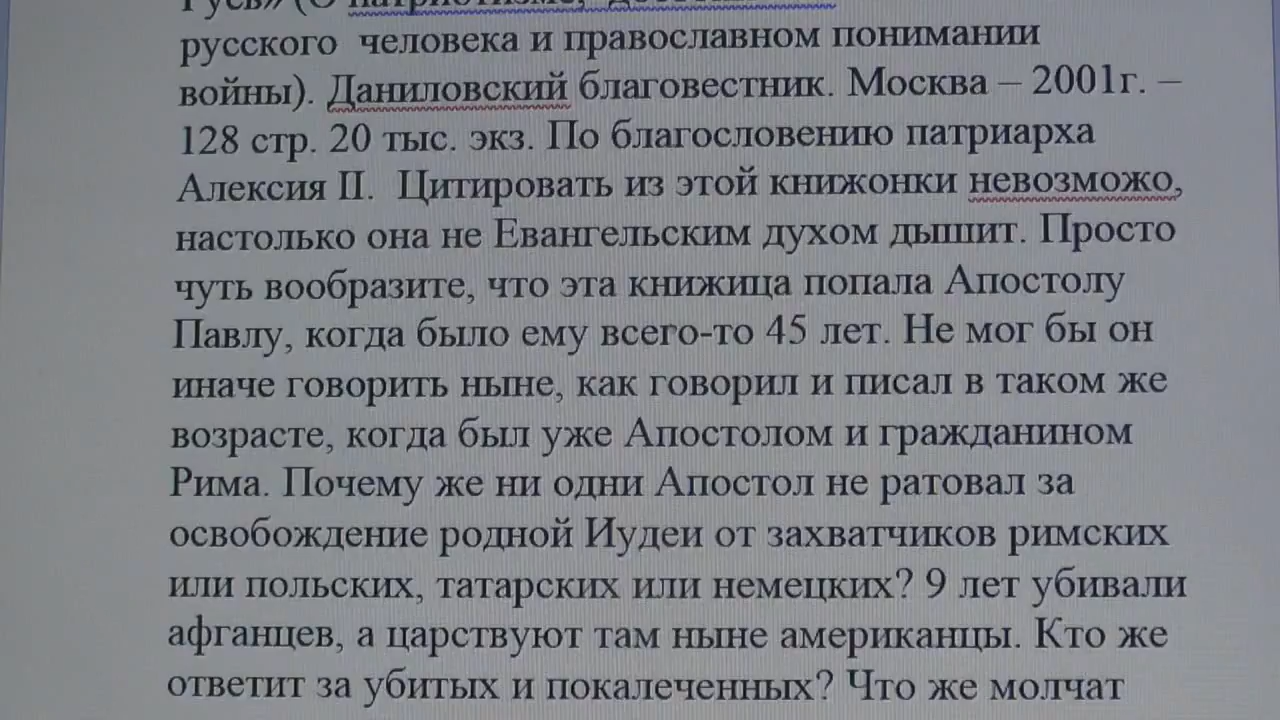 русского человека и православном понимании
войны). Даниловский благовестник. Москва – 2001г. –
128 стр. 20 тыс. экз. По благословению патриарха
Алексия II. Цитировать из этой книжонки невозможо,
настолько она не Евангельским духом дышит. Просто
чуть вообразите, что эта книжица попала Апостолу
Павлу, когда было ему всего-то 45 лет. Не мог бы он
иначе говорить ныне, как говорил и писал в таком же
возрасте, когда был уже Апостолом и гражданином
Рима. Почему же ни одни Апостол не ратовал за
освобождение родной Иудеи от захватчиков римских
или польских, татарских или немецких? 9 лет убивали
афганцев, а царствуют там ныне американцы. Кто же
ответит за убитых и покалеченных? Что же молчат